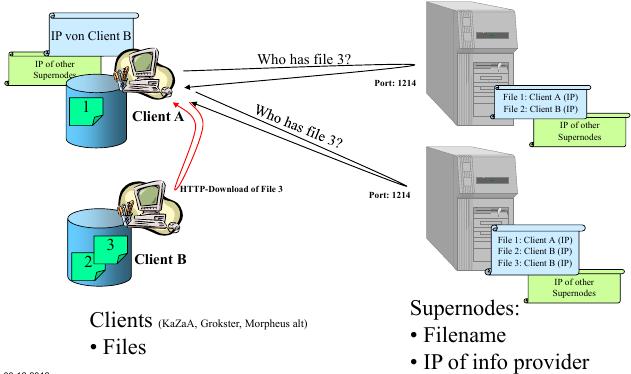 IP von Client B
IP of other
Supernodes
1
Client A
Who has file 3?
Port: 1214
File 1: Client A (IP)
File 2: Client B (IP)
IP of other
Supernodes
Who has file 3?
HTTP-Download of File 3
Port: 1214
3
2
Client B
File 1: Client A (IP)
File 2: Client B (IP)
File 3: Client B (IP)
IP of other
Supernodes
Clients (KaZaA, Grokster, Morpheus alt)
• Files
Supernodes:
• Filename
• IP of info provider